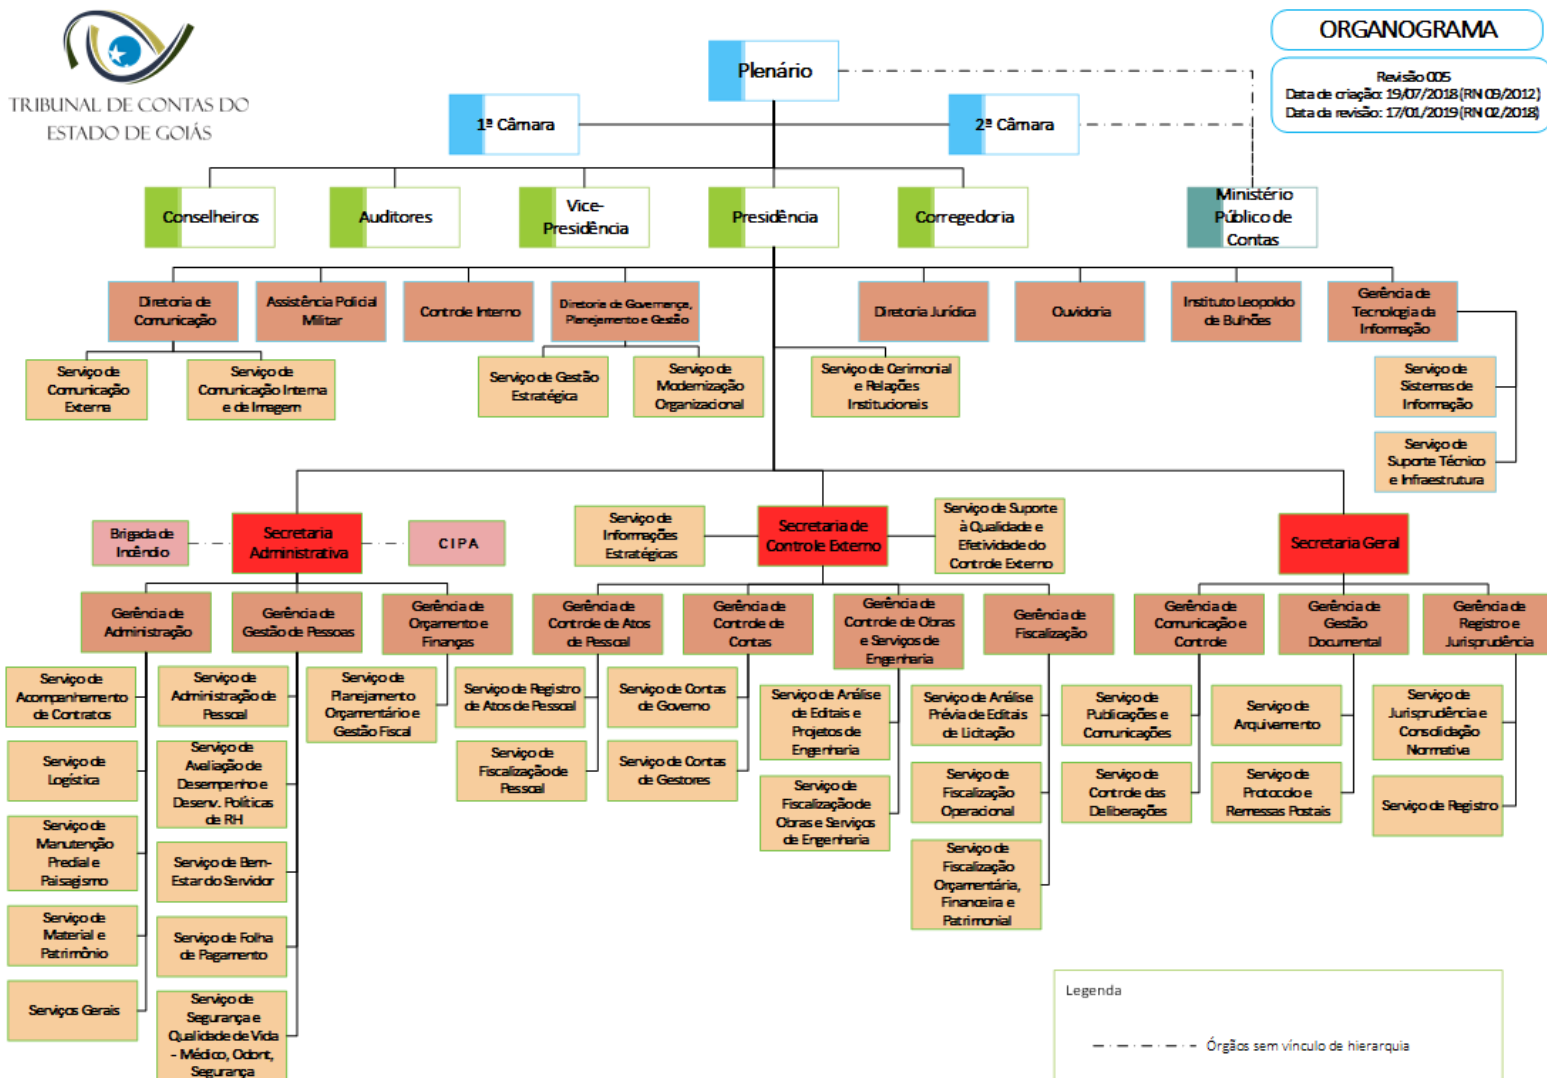 TRIBUNAL DE CONTAS DO
ESTADO DE GOIÁS
ORGANOGRAMA
Revisão 005
Data de criação: 19/07/2018 (RN 09/2012)
Data da revisão: 17/01/2019 (RN 02/2018)
Plenário
1ª Câmara
2ª Câmara
Conselheiros
Auditores
Vice-
Presidência
Presidência
Corregedoria
Ministério
Público de
Contas
Diretoria de
Comunicação
Assistência Policial
Militar
Controle Interno
Diretoria de Governança,
Planejamento e Gestão
Diretoria Jurídica
Ouvidoria
Instituto Leopoldo
de Bulhões
Gerência de
Tecnologia da
Informação
Serviço de
Comunicação
Externa
Serviço de
Comunicação Interna
e de Imagem
Serviço de Gestão
Estratégica
Serviço de
Modernização
Organizacional
Serviço de Cerimonial
e Relações
Institucionais
Serviço de
Sistemas de
Informação
Serviço de
Suporte Técnico
e Infraestrutura
Brigada de
Incêndio
Secretaria
Administrativa
CIPA
Serviço de
Informações
Estratégicas
Secretaria de
Controle Externo
Serviço de Suporte
à Qualidade e
Efetividade do
Controle Externo
Secretaria Geral
Gerência de
Administração
Gerência de
Gestão de Pessoas
Gerência de
Orçamento e
Finanças
Gerência de
Controle de Atos
de Pessoal
Gerência de
Controle de
Contas
Gerência de
Controle de Obras
e Serviços de
Engenharia
Gerência de
Fiscalização
Gerência de
Comunicação e
Controle
Gerência de
Gestão
Documental
Gerência de
Registro e
Jurisprudência
Serviço de
Acompanhamento
de Contratos
Serviço de
Administração de
Pessoal
Serviço de
Planejamento
Orçamentário e
Gestão Fiscal
Serviço de Registro
de Atos de Pessoal
Serviço de Contas
de Governo
Serviço de Análise
de Editais e
Projetos de
Engenharia
Serviço de Análise
Prévia de Editais
de Licitação
Serviço de
Publicações e
Comunicações
Serviço de
Arquivamento
Serviço de
Jurisprudência e
Consolidação
Normativa
Serviço de
Logística
Serviço de
Avaliação de
Desempenho e
Desenv. Políticas
de RH
Serviço de
Fiscalização de
Pessoal
Serviço de Contas
de Gestores
Serviço de
Fiscalização de
Obras e Serviços
de Engenharia
Serviço de
Fiscalização
Operacional
Serviço de
Controle das
Deliberações
Serviço de
Protocolo e
Remessas Postais
Serviço de Registro
Serviço de
Manutenção
Predial e
Paisagismo
Serviço de Bem-
Estar do Servidor
Serviço de
Fiscalização
Orçamentária,
Financeira e
Patrimonial
Serviço de
Material e
Patrimônio
Serviço de Folha
de Pagamento
Serviços Gerais
Serviço de
Segurança e
Qualidade de Vida
- Médico, Odont,
Segurança
Legenda
Órgãos sem vínculo de hierarquia